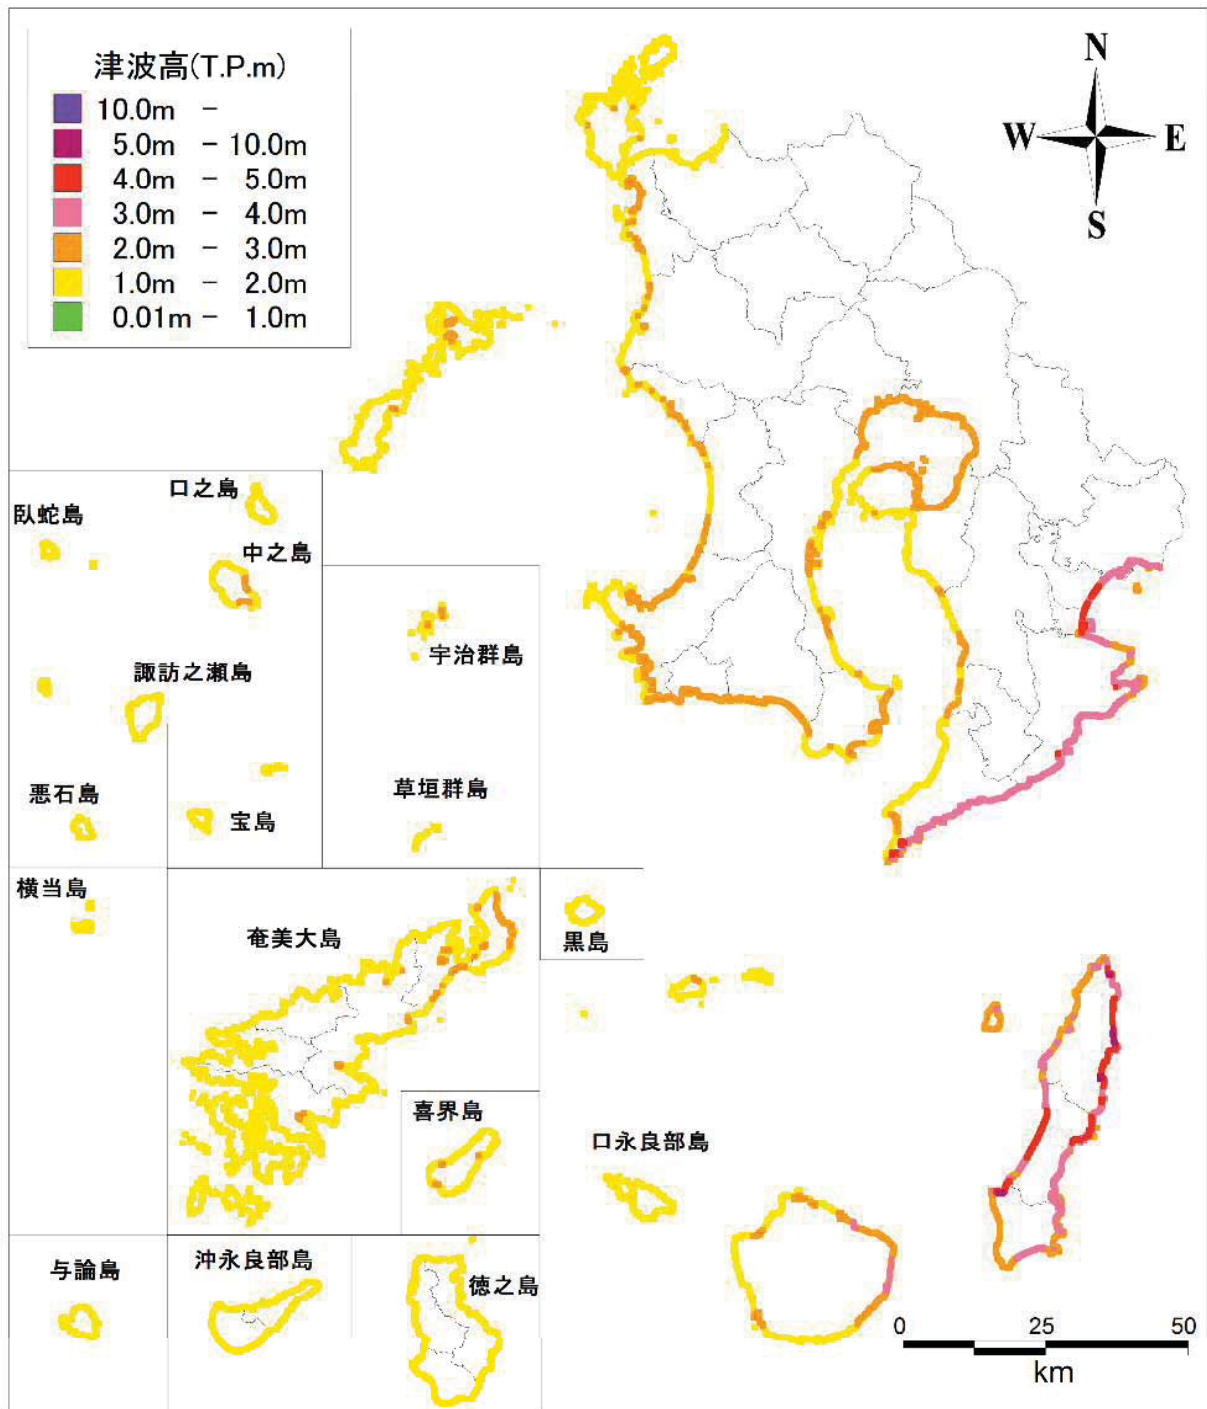 津波高(T.P.m)
10.0m -
5.0m - 10.0m
4.0m - 5.0m
3.0m - 4.0m
2.0m - 3.0m
1.0m - 2.0m
0.01m - 1.0m
N
W E
S
口之島
臥蛇島
中之島
宇治群島
諏訪之瀬島
草垣群島
悪石島
宝島
横当島
奄美大島
黒島
喜界島
口永良部島
与論島
沖永良部島
徳之島
0 25 50
km